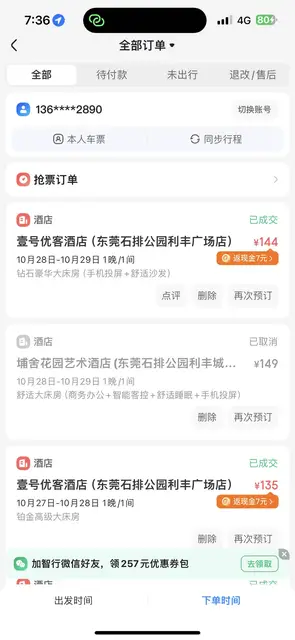 7:36
4G
80
全部订单
全部
待付款
未出行
退改/售后
136****2890
切换账号
本人车票
同步行程
抢票订单
酒店
已成交
壹号优客酒店（东莞石排公园利丰广场店）
¥144
10月28日-10月29日 1晚/1间
返现金7元
钻石豪华大床房（手机投屏+舒适沙发）
点评
删除
再次预订
酒店
已取消
埔舍花园艺术酒店（东莞石排公园利丰城...
¥149
10月28日-10月29日 1晚/1间
舒适大床房（商务办公+智能客控+舒适睡眠+手机投屏）
删除
再次预订
酒店
已成交
壹号优客酒店（东莞石排公园利丰广场店）
¥135
10月27日-10月28日 1晚/1间
返现金7元
铂金高级大床房
删除
再次预订
加智行微信好友，领257元优惠券包
去领取
酒店
已成交
出发时间
下单时间